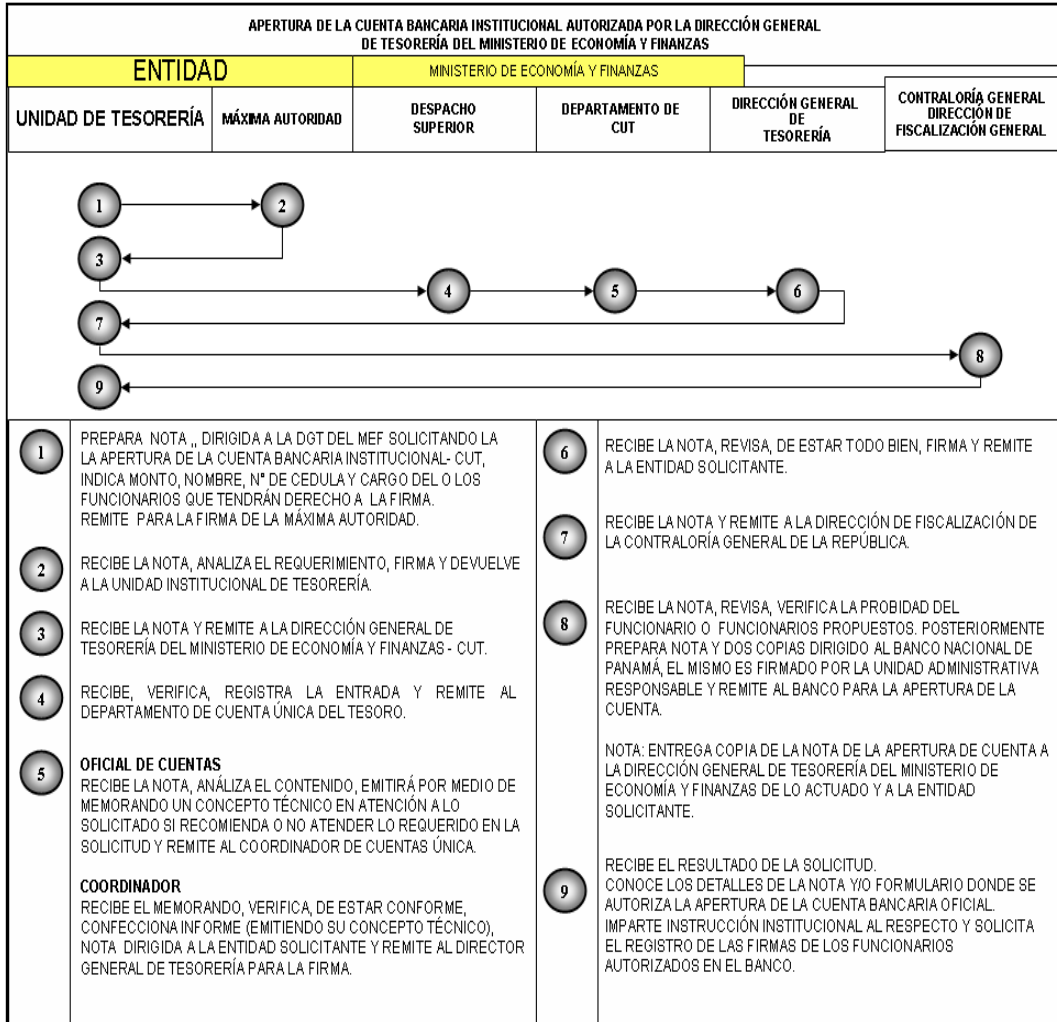 APERTURA DE LA CUENTA BANCARIA INSTITUCIONAL AUTORIZADA POR LA DIRECCIÓN GENERAL
DE TESORERÍA DEL MINISTERIO DE ECONOMÍA Y FINANZAS
ENTIDAD
MINISTERIO DE ECONOMÍA Y FINANZAS
UNIDAD DE TESORERÍA
MÁXIMA AUTORIDAD
DESPACHO
SUPERIOR
DEPARTAMENTO DE
CUT
DIRECCIÓN GENERAL
DE
TESORERÍA
CONTRALORÍA GENERAL
DIRECCIÓN DE
FISCALIZACIÓN GENERAL
1
2
3
4
5
6
7
8
9
1
PREPARA NOTA ,, DIRIGIDA A LA DGT DEL MEF SOLICITANDO LA
LA APERTURA DE LA CUENTA BANCARIA INSTITUCIONAL- CUT,
INDICA MONTO, NOMBRE, N° DE CEDULA Y CARGO DEL O LOS
FUNCIONARIOS QUE TENDRÁN DERECHO A LA FIRMA.
REMITE PARA LA FIRMA DE LA MÁXIMA AUTORIDAD.
2
RECIBE LA NOTA, ANALIZA EL REQUERIMIENTO, FIRMA Y DEVUELVE
A LA UNIDAD INSTITUCIONAL DE TESORERÍA.
3
RECIBE LA NOTA Y REMITE A LA DIRECCIÓN GENERAL DE
TESORERÍA DEL MINISTERIO DE ECONOMÍA Y FINANZAS - CUT.
4
RECIBE, VERIFICA, REGISTRA LA ENTRADA Y REMITE AL
DEPARTAMENTO DE CUENTA ÚNICA DEL TESORO.
5
OFICIAL DE CUENTAS
RECIBE LA NOTA, ANÁLIZA EL CONTENIDO, EMITIRÁ POR MEDIO DE
MEMORANDO UN CONCEPTO TÉCNICO EN ATENCIÓN A LO
SOLICITADO SI RECOMIENDA O NO ATENDER LO REQUERIDO EN LA
SOLICITUD Y REMITE AL COORDINADOR DE CUENTAS ÚNICA.
COORDINADOR
RECIBE EL MEMORANDO, VERIFICA, DE ESTAR CONFORME,
CONFECCIONA INFORME (EMITIENDO SU CONCEPTO TÉCNICO),
NOTA DIRIGIDA A LA ENTIDAD SOLICITANTE Y REMITE AL DIRECTOR
GENERAL DE TESORERÍA PARA LA FIRMA.
6
RECIBE LA NOTA, REVISA, DE ESTAR TODO BIEN, FIRMA Y REMITE
A LA ENTIDAD SOLICITANTE.
7
RECIBE LA NOTA Y REMITE A LA DIRECCIÓN DE FISCALIZACIÓN DE
LA CONTRALORÍA GENERAL DE LA REPÚBLICA.
8
RECIBE LA NOTA, REVISA, VERIFICA LA PROBIDAD DEL
FUNCIONARIO O FUNCIONARIOS PROPUESTOS. POSTERIORMENTE
PREPARA NOTA Y DOS COPIAS DIRIGIDO AL BANCO NACIONAL DE
PANAMÁ, EL MISMO ES FIRMADO POR LA UNIDAD ADMINISTRATIVA
RESPONSABLE Y REMITE AL BANCO PARA LA APERTURA DE LA
CUENTA.
NOTA: ENTREGA COPIA DE LA NOTA DE LA APERTURA DE CUENTA A
LA DIRECCIÓN GENERAL DE TESORERÍA DEL MINISTERIO DE
ECONOMÍA Y FINANZAS DE LO ACTUADO Y A LA ENTIDAD
SOLICITANTE.
9
RECIBE EL RESULTADO DE LA SOLICITUD.
CONOCE LOS DETALLES DE LA NOTA Y/O FORMULARIO DONDE SE
AUTORIZA LA APERTURA DE LA CUENTA BANCARIA OFICIAL.
IMPARTE INSTRUCCIÓN INSTITUCIONAL AL RESPECTO Y SOLICITA
EL REGISTRO DE LAS FIRMAS DE LOS FUNCIONARIOS
AUTORIZADOS EN EL BANCO.